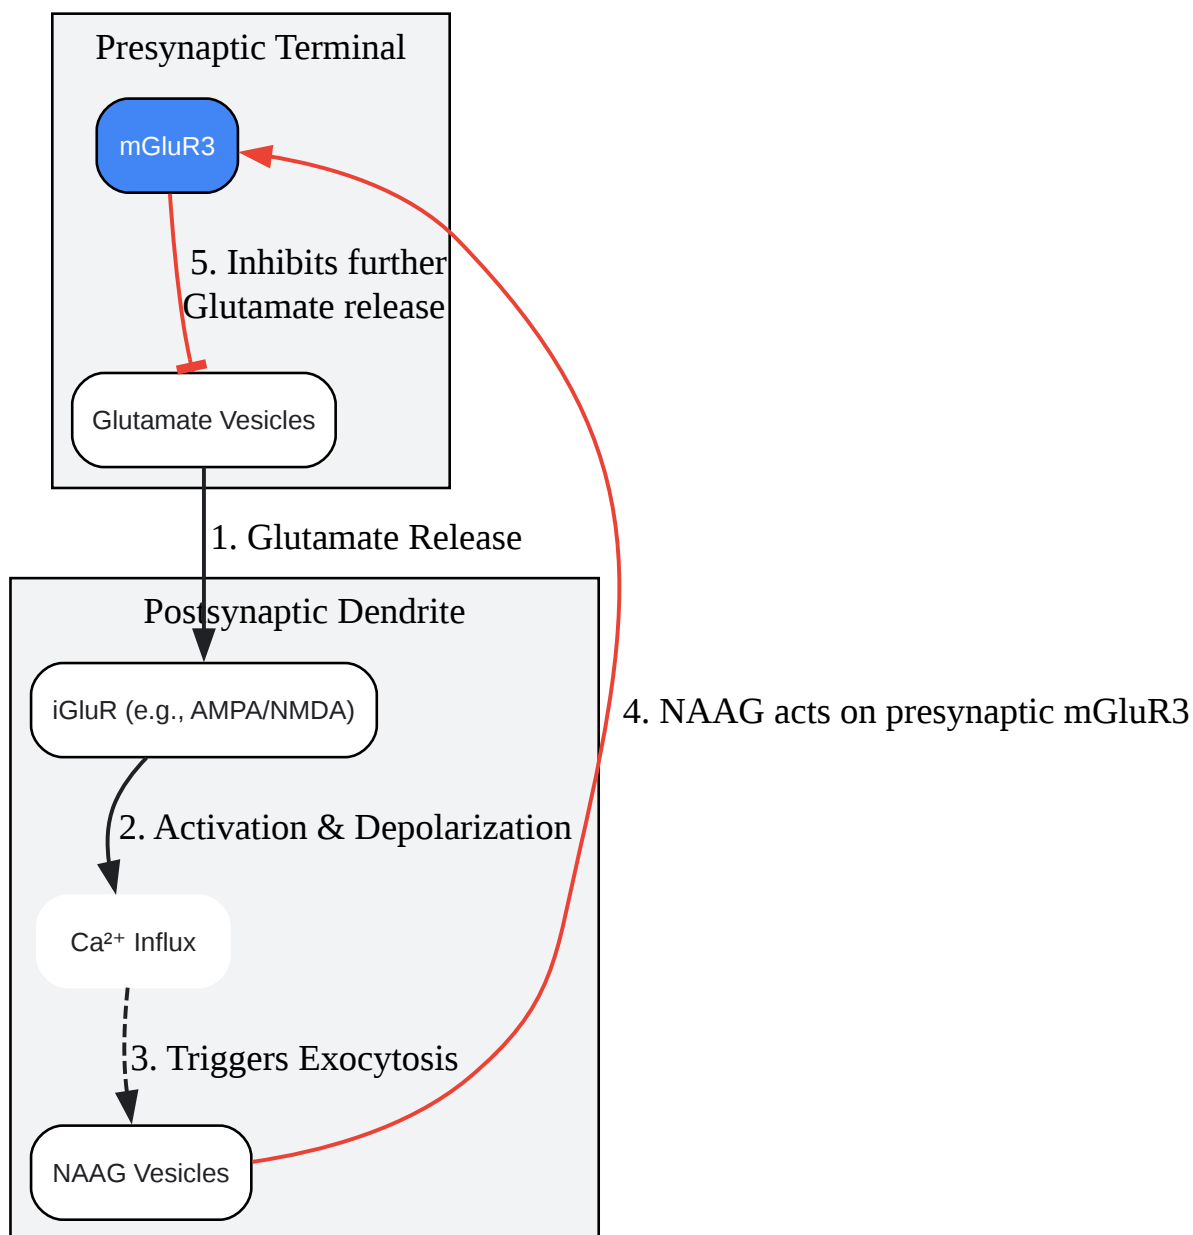 Presynaptic Terminal
mGluR3
5. Inhibits further
Glutamate release
Glutamate Vesicles
1. Glutamate Release
Postsynaptic Dendrite
iGluR (e.g., AMPA/NMDA)
4. NAAG acts on presynaptic mGluR3
2. Activation & Depolarization
Ca²⁺ Influx
3. Triggers Exocytosis
NAAG Vesicles